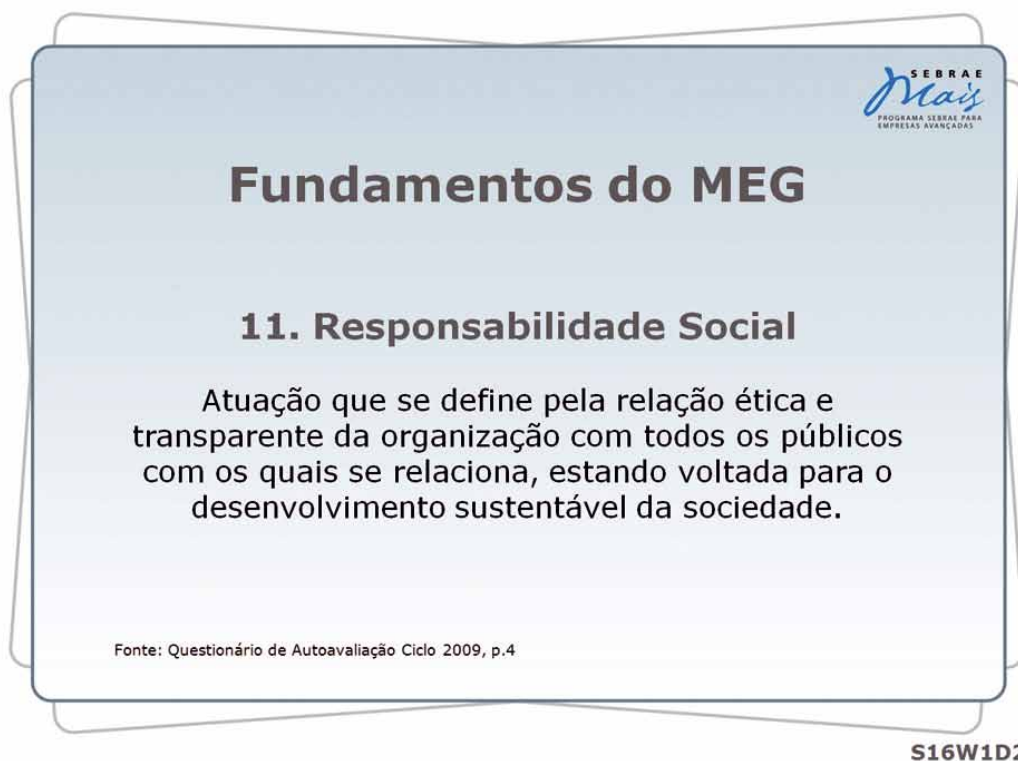 SEBRAE
Mais
PROGRAMA SEBRAE PARA
EMPRESAS AVANÇADAS
Fundamentos do MEG
11. Responsabilidade Social
Atuação que se define pela relação ética e
transparente da organização com todos os públicos
com os quais se relaciona, estando voltada para o
desenvolvimento sustentável da sociedade.
Fonte: Questionário de Autoavaliação Ciclo 2009, p.4
S16W1D2